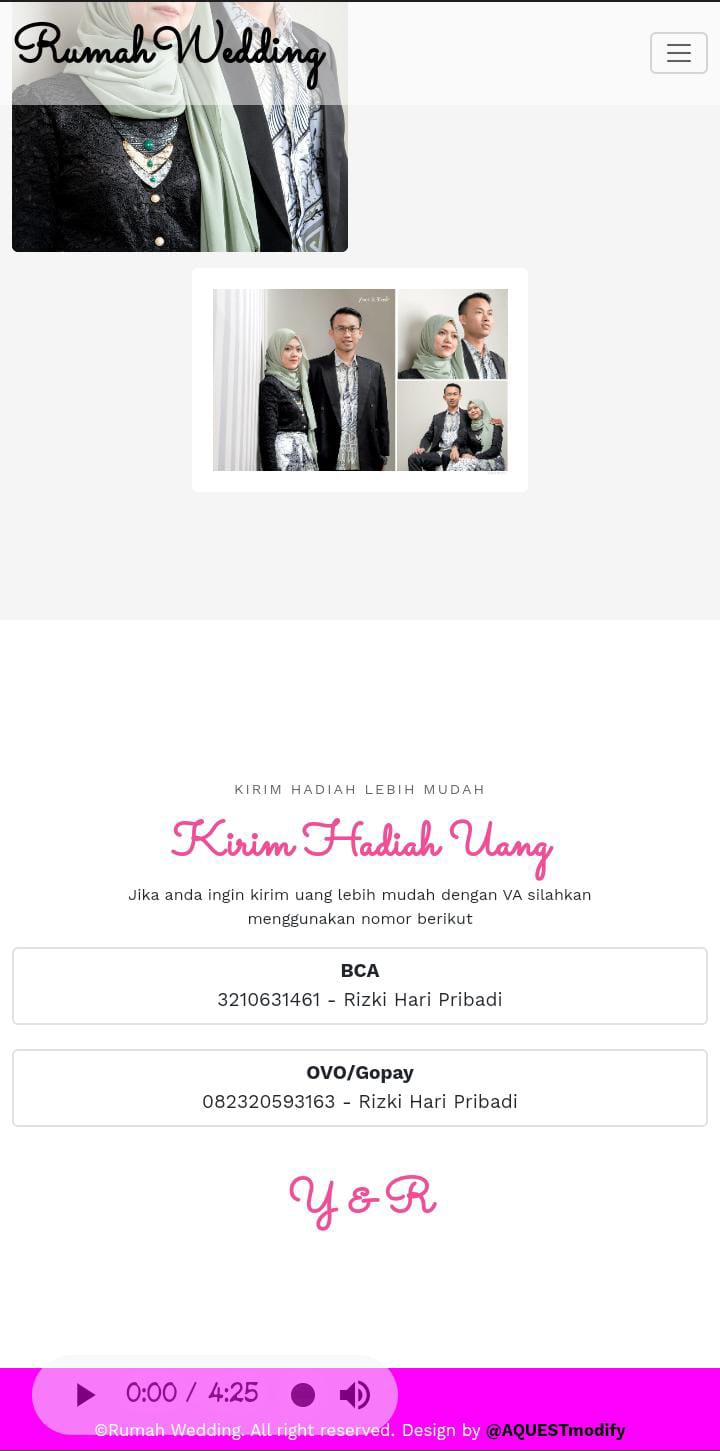 Rumah Wedding
KIRIM HADIAH LEBIH MUDAH
Kirim Hadiah Uang
Jika anda ingin kirim uang lebih mudah dengan VA silahkan
menggunakan nomor berikut
BCA
3210631461 - Rizki Hari Pribadi
OVO/Gopay
082320593163 - Rizki Hari Pribadi
Y & R
0:00 / 4:25
©Rumah Wedding. All right reserved. Design by @AQUESTmodify